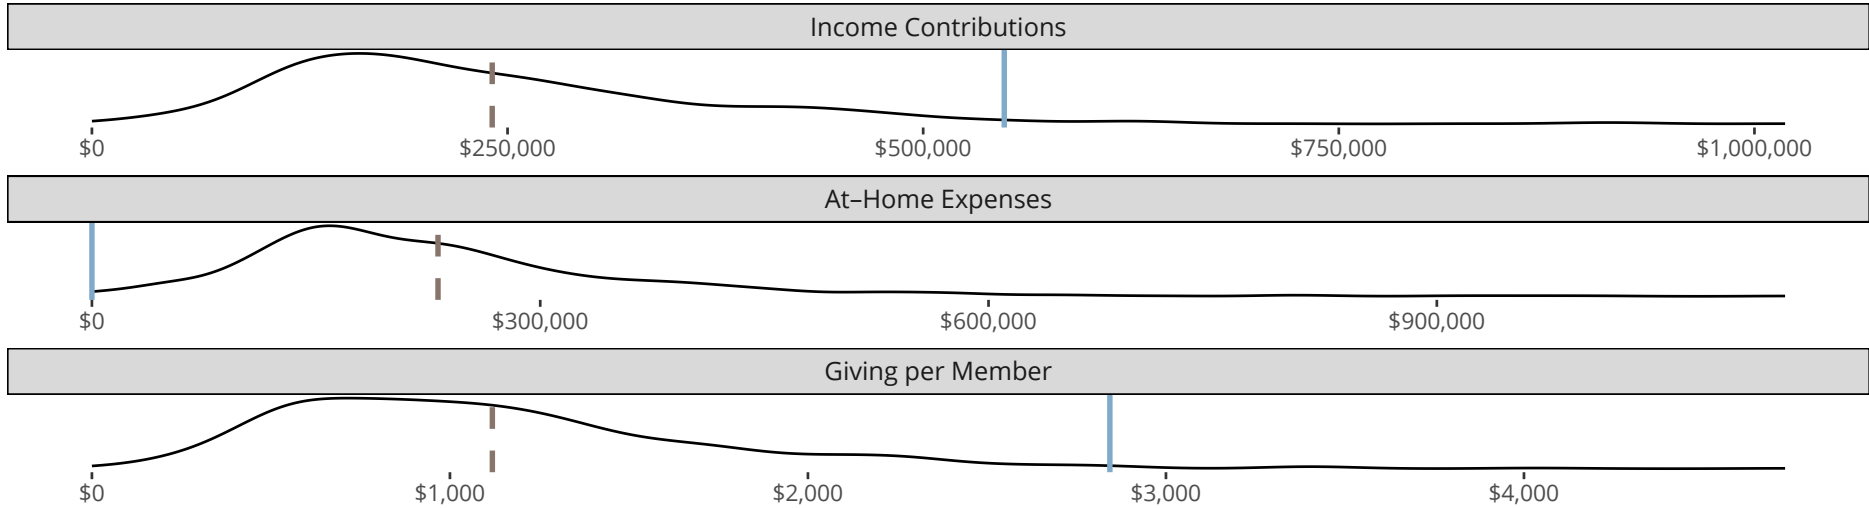 Income Contributions
$0 $250,000 $500,000 $750,000 $1,000,000
At–Home Expenses
$0 $300,000 $600,000 $900,000
Giving per Member
$0 $1,000 $2,000 $3,000 $4,000